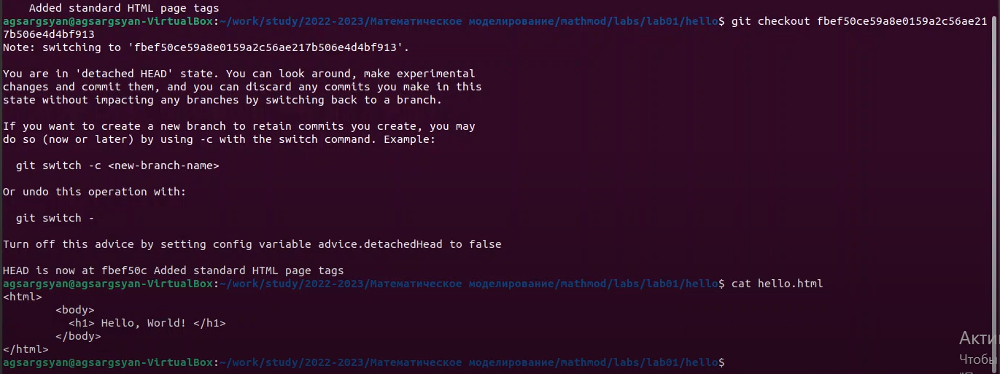 Added standard HTML page tags
agsargsyan@agsargsyan-VirtualBox:~/work/study/2022-2023/Математическое моделирование/mathmod/labs/lab01/hello$ git checkout fbef50ce59a8e0159a2c56ae21
7b506e4d4bf913
Note: switching to 'fbef50ce59a8e0159a2c56ae217b506e4d4bf913'.

You are in 'detached HEAD' state. You can look around, make experimental
changes and commit them, and you can discard any commits you make in this
state without impacting any branches by switching back to a branch.

If you want to create a new branch to retain commits you create, you may
do so (now or later) by using -c with the switch command. Example:

  git switch -c <new-branch-name>

Or undo this operation with:

  git switch -

Turn off this advice by setting config variable advice.detachedHead to false

HEAD is now at fbef50c Added standard HTML page tags
agsargsyan@agsargsyan-VirtualBox:~/work/study/2022-2023/Математическое моделирование/mathmod/labs/lab01/hello$ cat hello.html
<html>
        <body>
          <h1> Hello, World! </h1>
        </body>
</html>
agsargsyan@agsargsyan-VirtualBox:~/work/study/2022-2023/Математическое моделирование/mathmod/labs/lab01/hello$
Чтобы